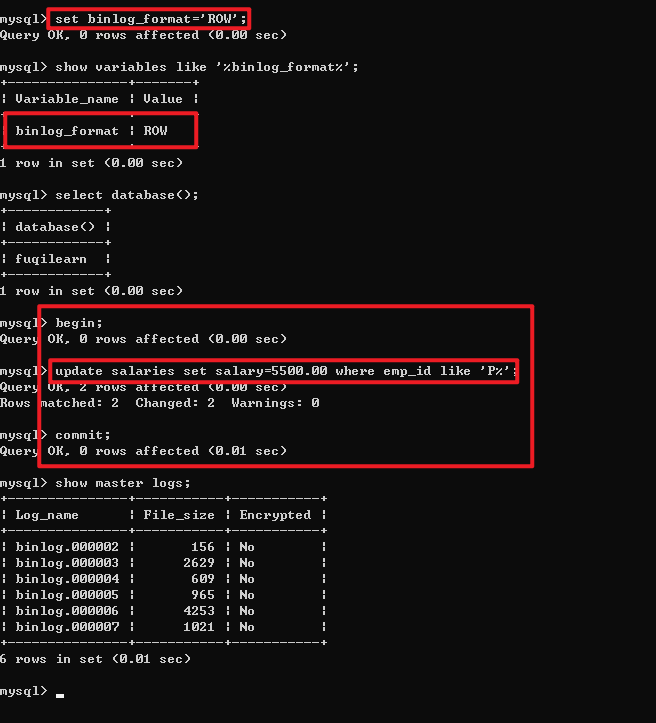 mysql> set binlog_format='ROW';
Query OK, 0 rows affected (0.00 sec)
mysql> show variables like '%binlog_format%';
+---------------+-------+
| Variable_name | Value |
| binlog_format | ROW
1 row in set (0.00 sec)
mysql> select database();
+------------+
| database() |
+------------+
| fuqilearn  |
+------------+
1 row in set (0.00 sec)
mysql> begin;
Query OK, 0 rows affected (0.00 sec)
mysql> update salaries set salary=5500.00 where emp_id like 'P%';
Query OK, 2 rows affected (0.00 sec)
Rows matched: 2  Changed: 2  Warnings: 0
mysql> commit;
Query OK, 0 rows affected (0.01 sec)
mysql> show master logs;
+---------------+-----------+-----------+
| Log_name      | File_size | Encrypted |
+---------------+-----------+-----------+
| binlog.000002 |       156 | No        |
| binlog.000003 |      2629 | No        |
| binlog.000004 |       609 | No        |
| binlog.000005 |       965 | No        |
| binlog.000006 |      4253 | No        |
| binlog.000007 |      1021 | No        |
+---------------+-----------+-----------+
6 rows in set (0.01 sec)
mysql> _